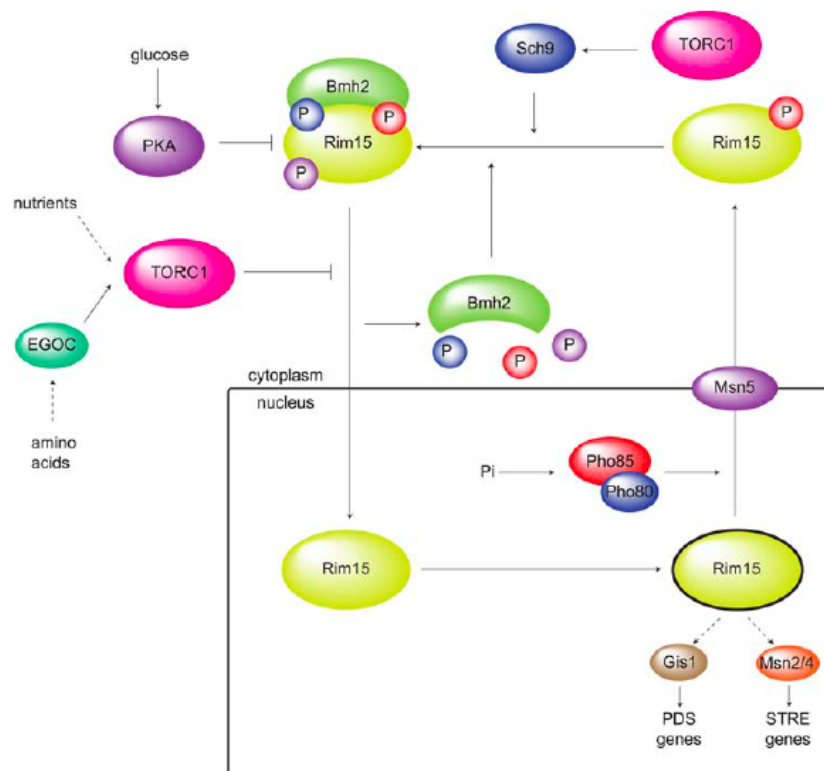 glucose
PKA
Bmh2
P
P
Rim15
P
Sch9
TORC1
P
Rim15
nutrients
TORC1
EGOC
amino
acids
Bmh2
P
P
P
cytoplasm
nucleus
Msn5
Pi
Pho85
Pho80
Rim15
Rim15
Gis1
Msn2/4
PDS
genes
STRE
genes